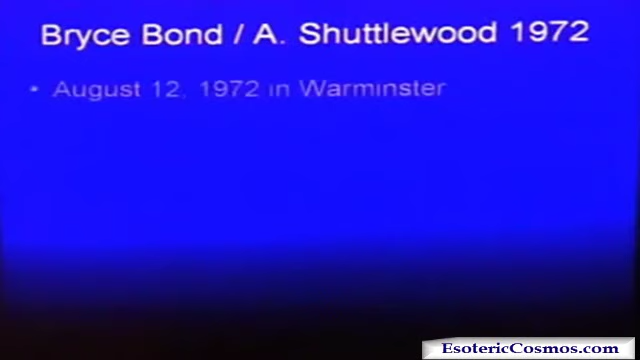 Bryce Bond / A. Shuttlewood 1972
• August 12, 1972 in Warminster
EsotericCosmos.com